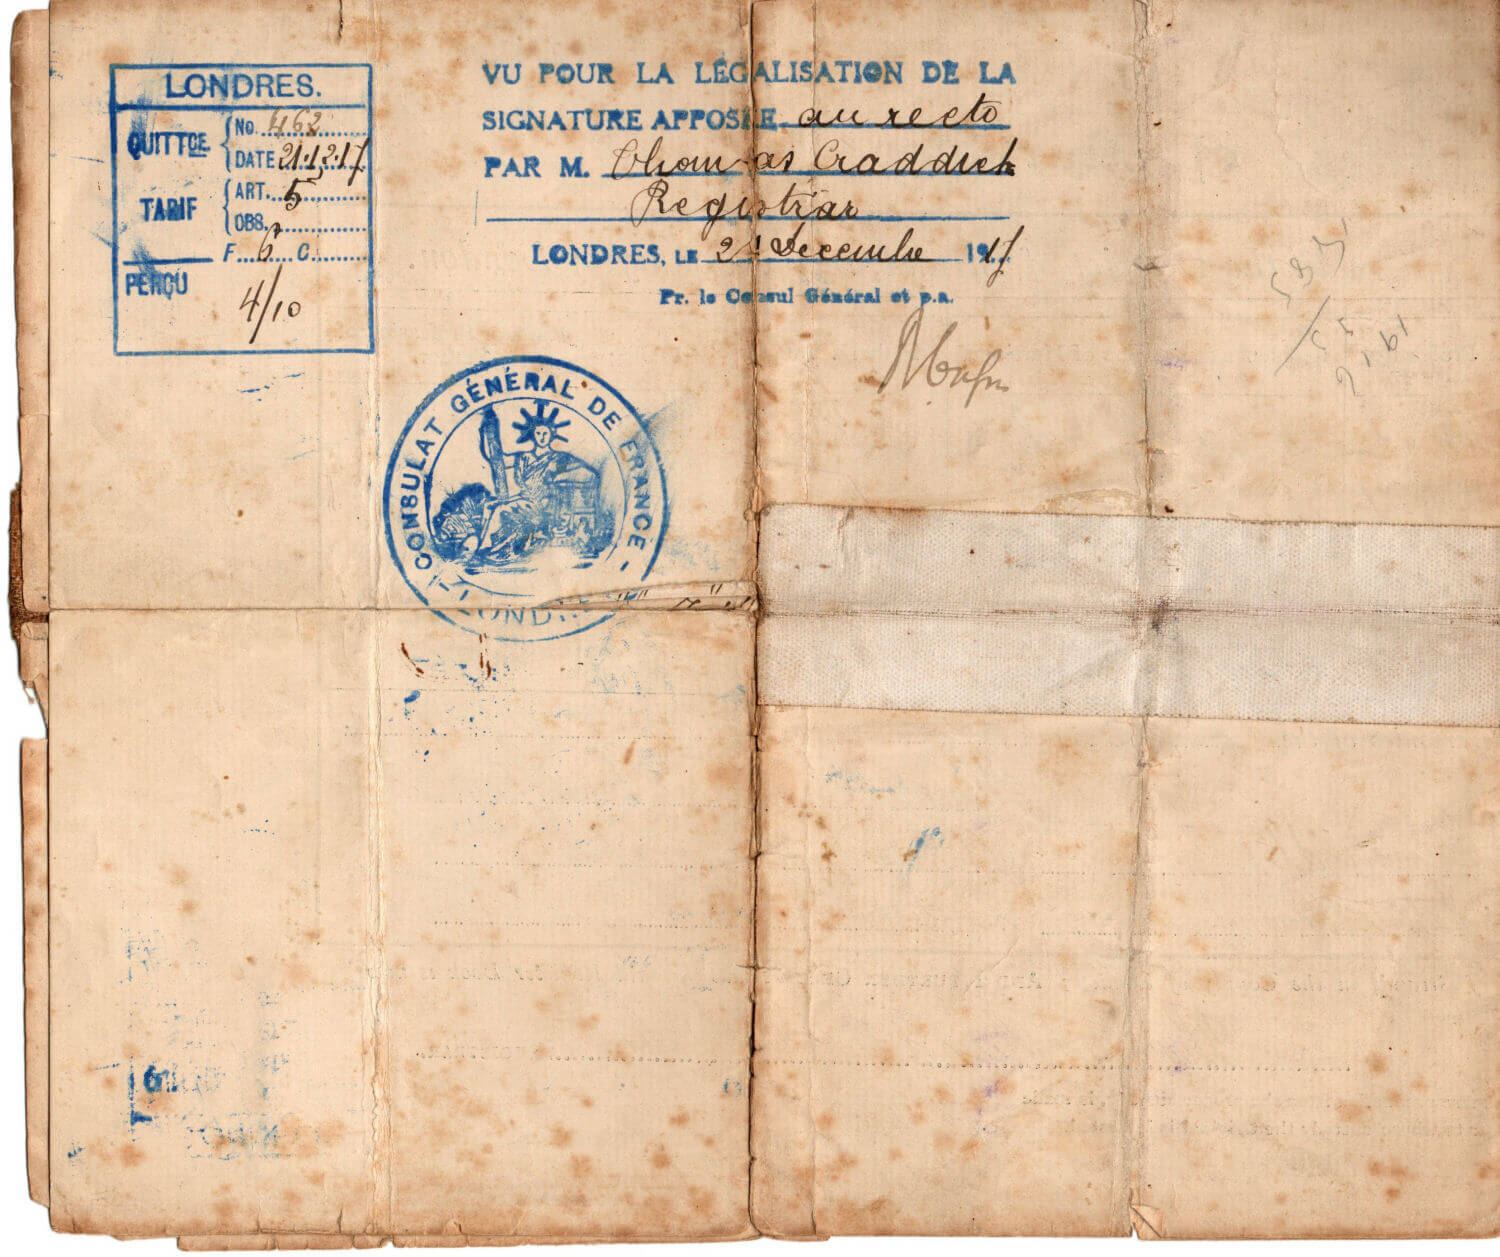 LONDRES.
QUITTCE
No. 462
DATE 21.12.17
TARIF
ART. 5
OBS.
F. 6 C.
PERÇU
4/10
VU POUR LA LÉGALISATION DE LA
SIGNATURE APPOSÉE au recto
PAR M. Thomas Craddick
Registrar
LONDRES, LE 21 Decembre 1917
Pr. le Consul Général et p.a.
CONSULAT GÉNÉRAL DE FRANCE